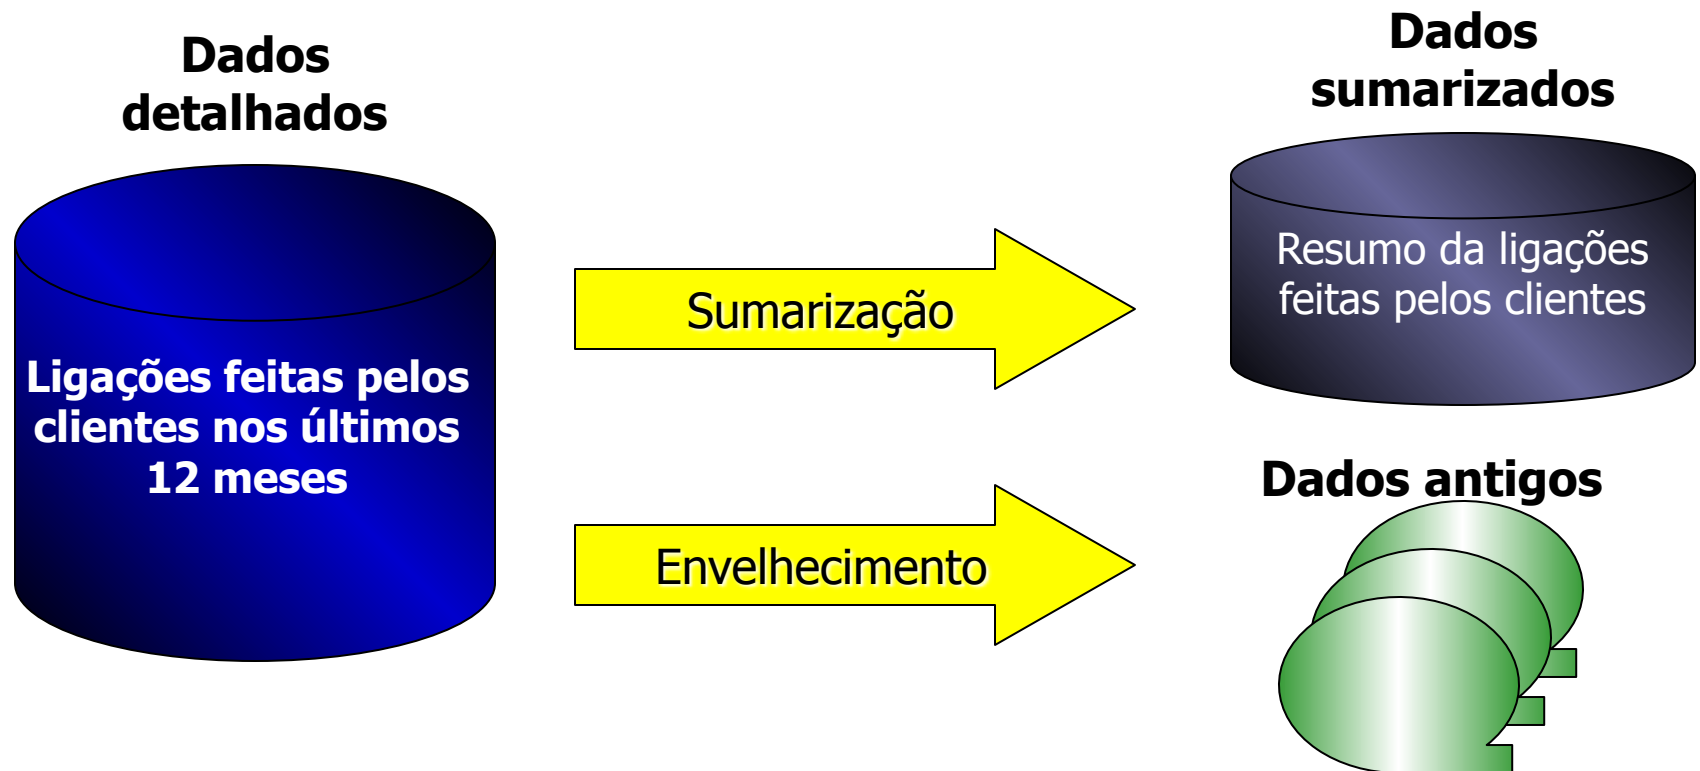 Dados
detalhados
Ligações feitas pelos
clientes nos últimos
12 meses
Sumarização
Envelhecimento
Dados
sumarizados
Resumo da ligações
feitas pelos clientes
Dados antigos